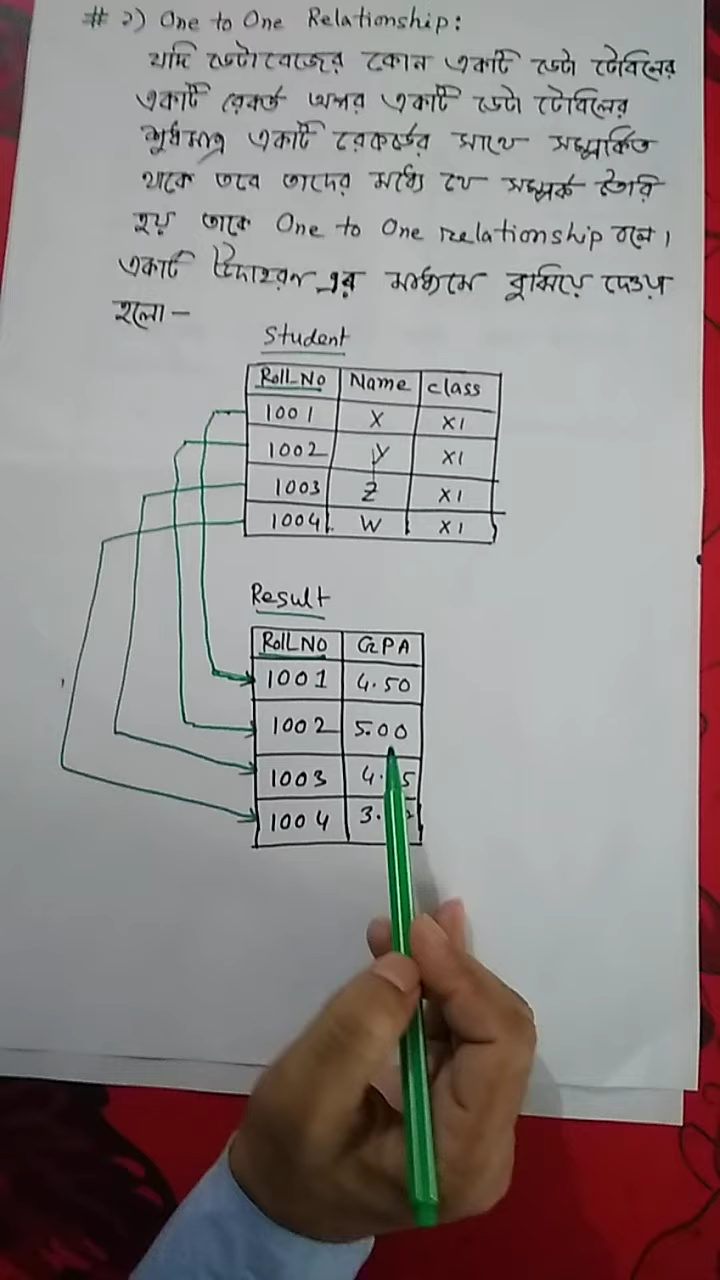 # ১) One to One Relationship:
যদি ডেটাবেজের কোন একটি ডেটা টেবিলের
একটি রেকর্ড অপর একটি ডেটা টেবিলের
শুধুমাত্র একটি রেকর্ডের সাথে সম্পর্কিত
থাকে তবে তাদের মধ্যে যে সম্পর্ক তৈরি
হয় তাকে One to One Relationship বলে।
একটি উদাহরন এর মাধ্যমে বুঝিয়ে দেওয়া
হলো -
Student
Roll_No Name class
1001 X XI
1002 Y XI
1003 Z XI
1004 W XI
Result
Roll_No GPA
1001 4.50
1002 5.00
1003
1004